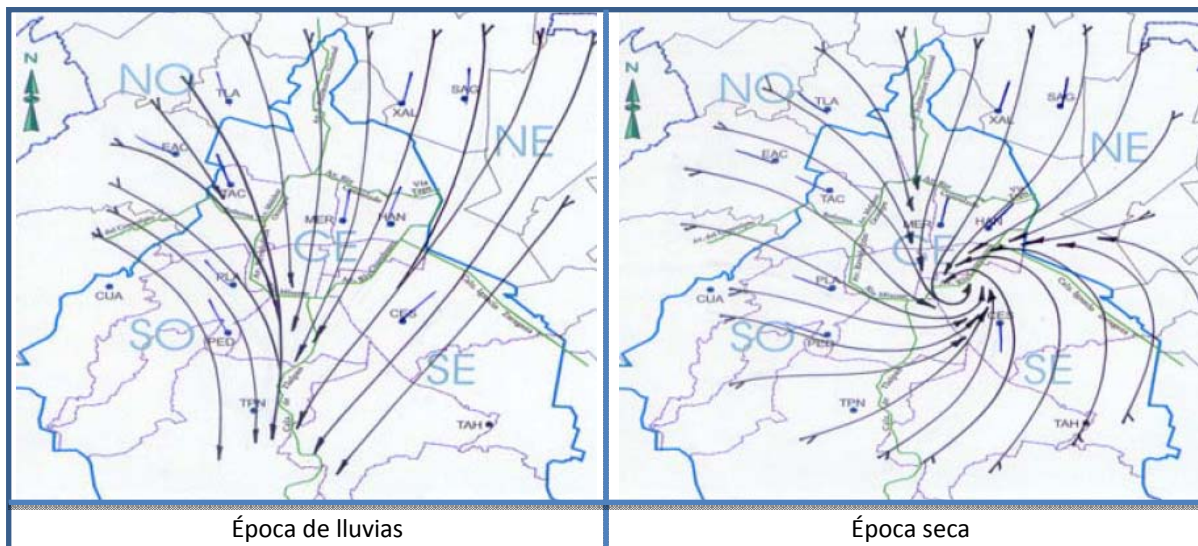 N
NO
TLA
XAL
SAG
NE
EAC
TAC
MER
HAN
CE
CUA
PLA
SO
PED
CES
SE
TPN
TAH
Época de lluvias
N
NO
TLA
XAL
SAG
NE
EAC
TAC
MER
HAN
CE
CUA
PLA
SO
PED
CES
SE
TPN
TAH
Época seca